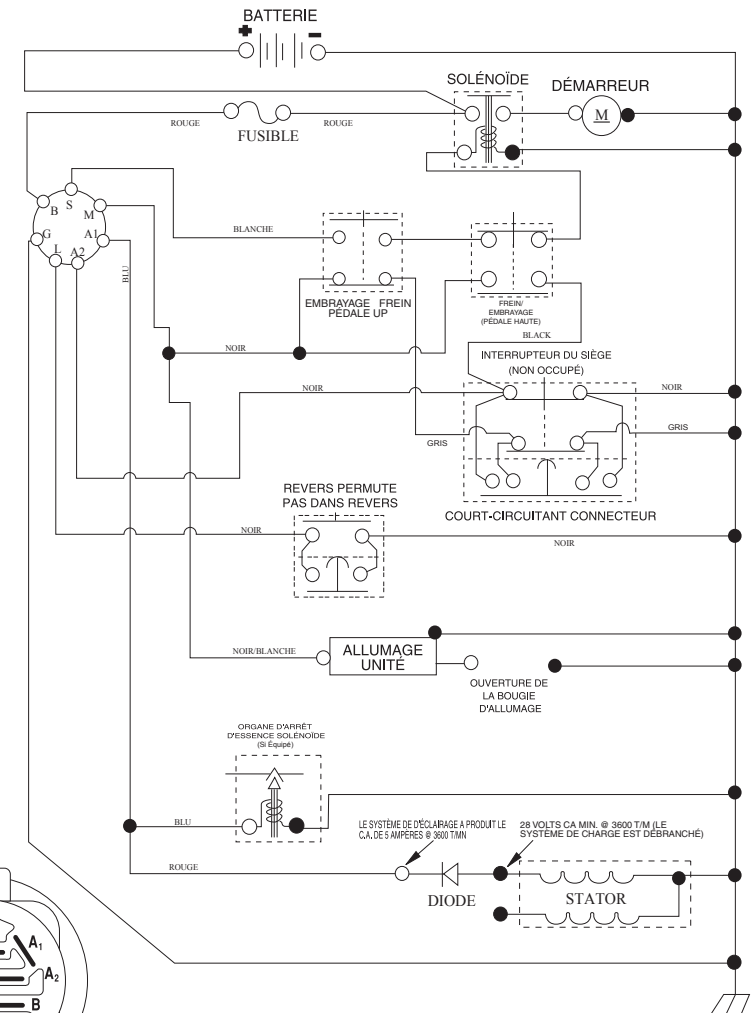 BATTERIE
+ -
SOLÉNOÏDE
DÉMARREUR
M
ROUGE
FUSIBLE
ROUGE
B
S
M
G
A1
L
A2
BLU
BLANCHE
EMBRAYAGE FREIN
PÉDALE UP
FREIN/
EMBRAYAGE
(PÉDALE HAUTE)
BLACK
NOIR
INTERRUPTEUR DU SIÈGE
(NON OCCUPÉ)
NOIR
NOIR
GRIS
GRIS
COURT-CIRCUITANT CONNECTEUR
REVERS PERMUTE
PAS DANS REVERS
NOIR
NOIR
NOIR/BLANCHE
ALLUMAGE
UNITÉ
OUVERTURE DE
LA BOUGIE
D'ALLUMAGE
ORGANE D'ARRÊT
D'ESSENCE SOLÉNOÏDE
(Si Équipé)
BLU
LE SYSTÈME DE D'ÉCLAIRAGE A PRODUIT LE
C.A. DE 5 AMPÈRES @ 3600 T/MN
28 VOLTS CA MIN. @ 3600 T/M (LE
SYSTÈME DE CHARGE EST DÉBRANCHÉ)
ROUGE
DIODE
STATOR
A1
A2
B